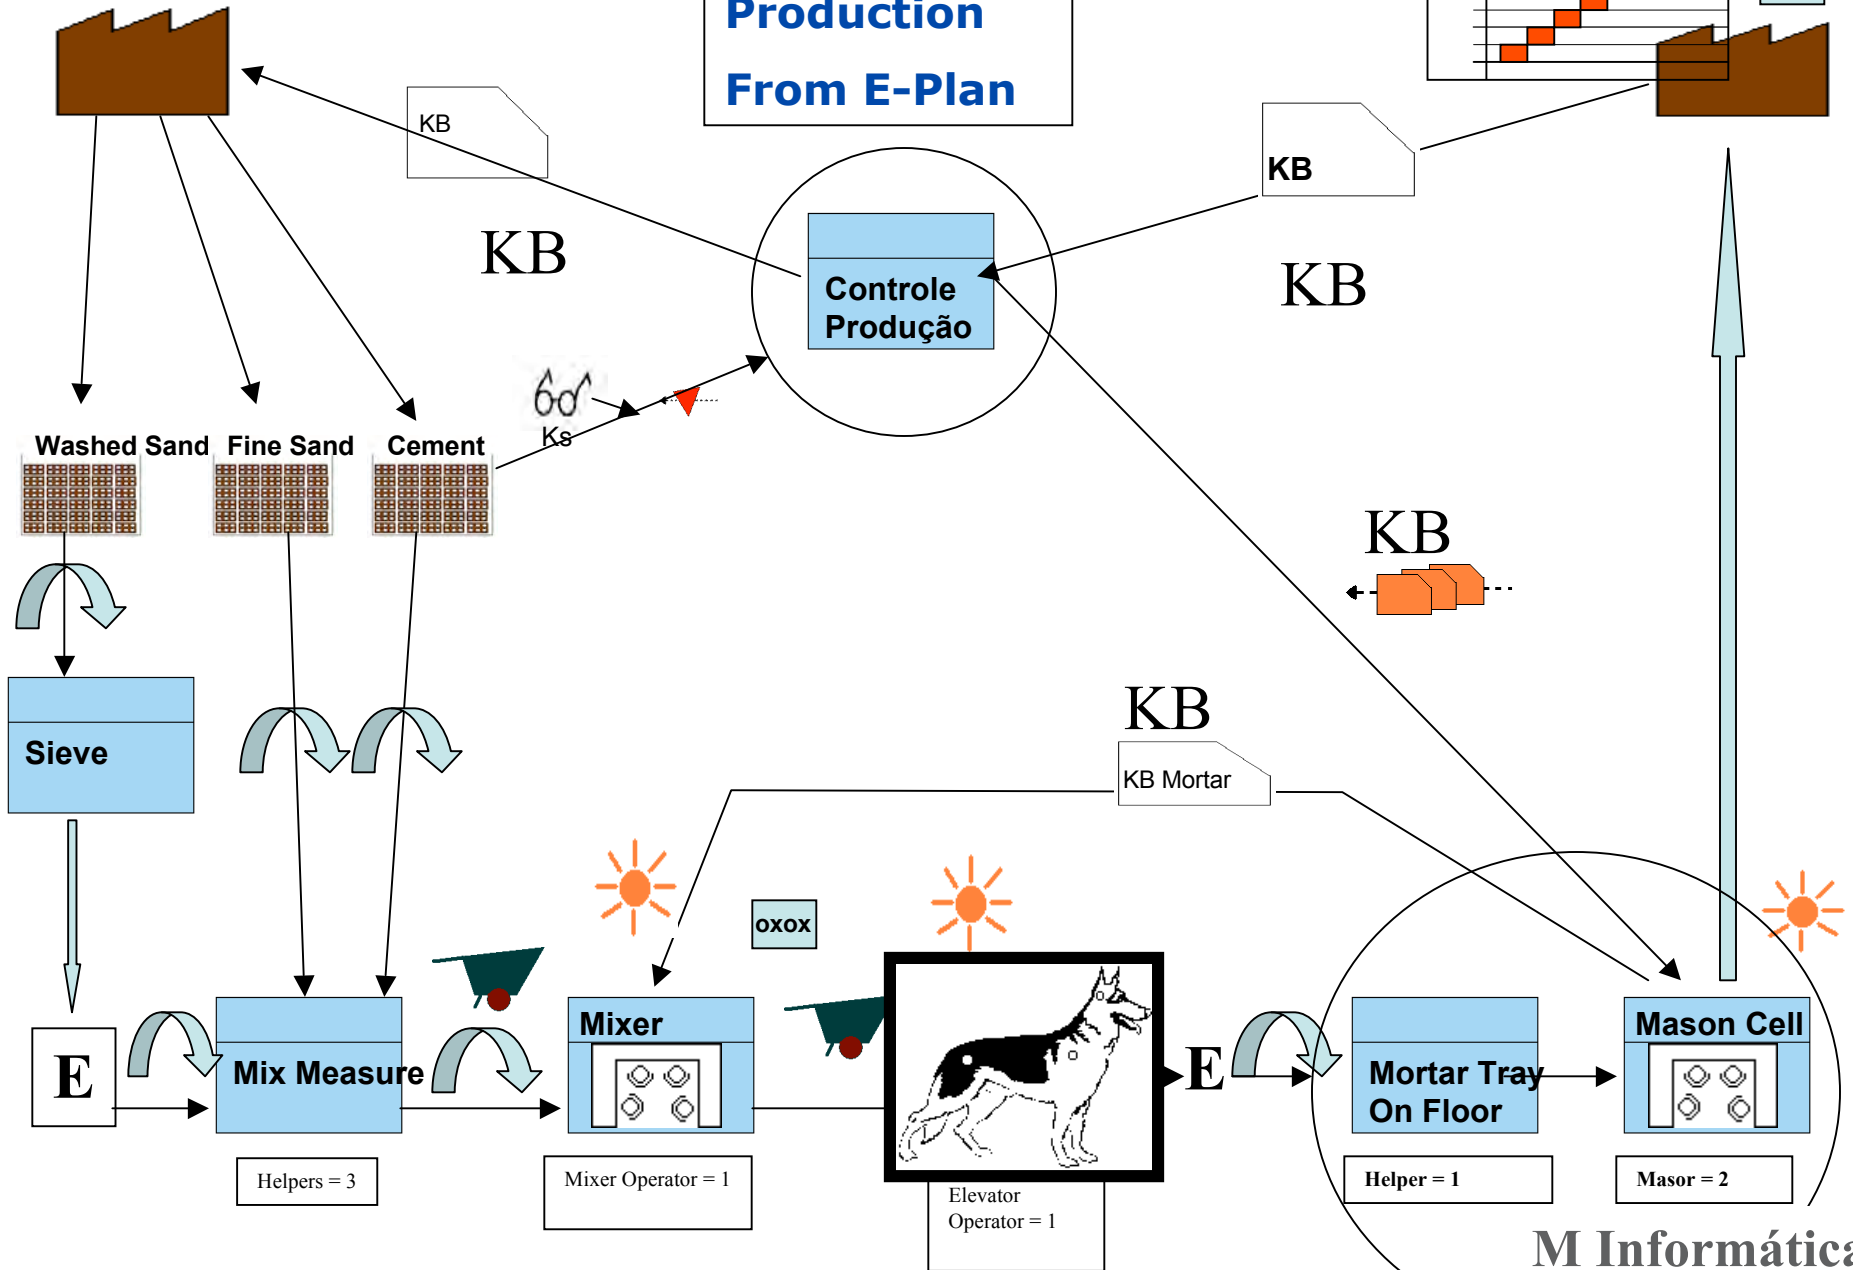 Production
From E-Plan
KB
KB
KB
KB
Controle
Produção
Ks
Washed Sand
Fine Sand
Cement
KB
KB
KB Mortar
Sieve
oxox
E
Mix Measure
Mixer
E
Mortar Tray
On Floor
Mason Cell
Helpers = 3
Mixer Operator = 1
Elevator
Operator = 1
Helper = 1
Masor = 2
M Informática